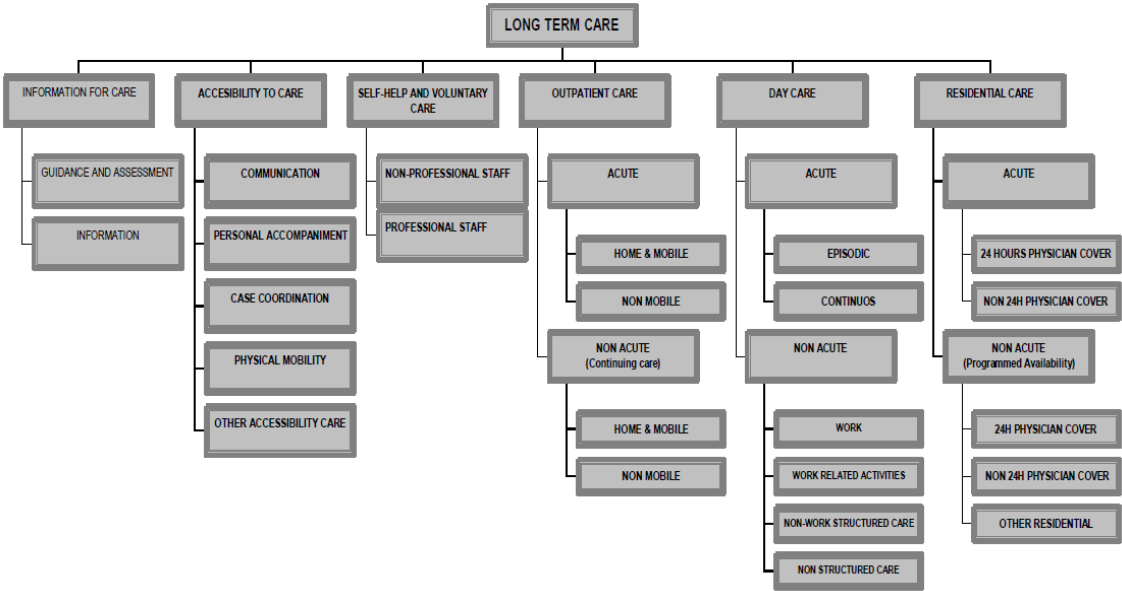 LONG TERM CARE
INFORMATION FOR CARE
ACCESIBILITY TO CARE
SELF-HELP AND VOLUNTARY
CARE
OUTPATIENT CARE
DAY CARE
RESIDENTIAL CARE
GUIDANCE AND ASSESSMENT
INFORMATION
COMMUNICATION
PERSONAL ACCOMPANIMENT
CASE COORDINATION
PHYSICAL MOBILITY
OTHER ACCESSIBILITY CARE
NON-PROFESSIONAL STAFF
PROFESSIONAL STAFF
ACUTE
HOME & MOBILE
NON MOBILE
NON ACUTE
(Continuing care)
HOME & MOBILE
NON MOBILE
ACUTE
EPISODIC
CONTINUOS
NON ACUTE
WORK
WORK RELATED ACTIVITIES
NON-WORK STRUCTURED CARE
NON STRUCTURED CARE
ACUTE
24 HOURS PHYSICIAN COVER
NON 24H PHYSICIAN COVER
NON ACUTE
(Programmed Availability)
24H PHYSICIAN COVER
NON 24H PHYSICIAN COVER
OTHER RESIDENTIAL